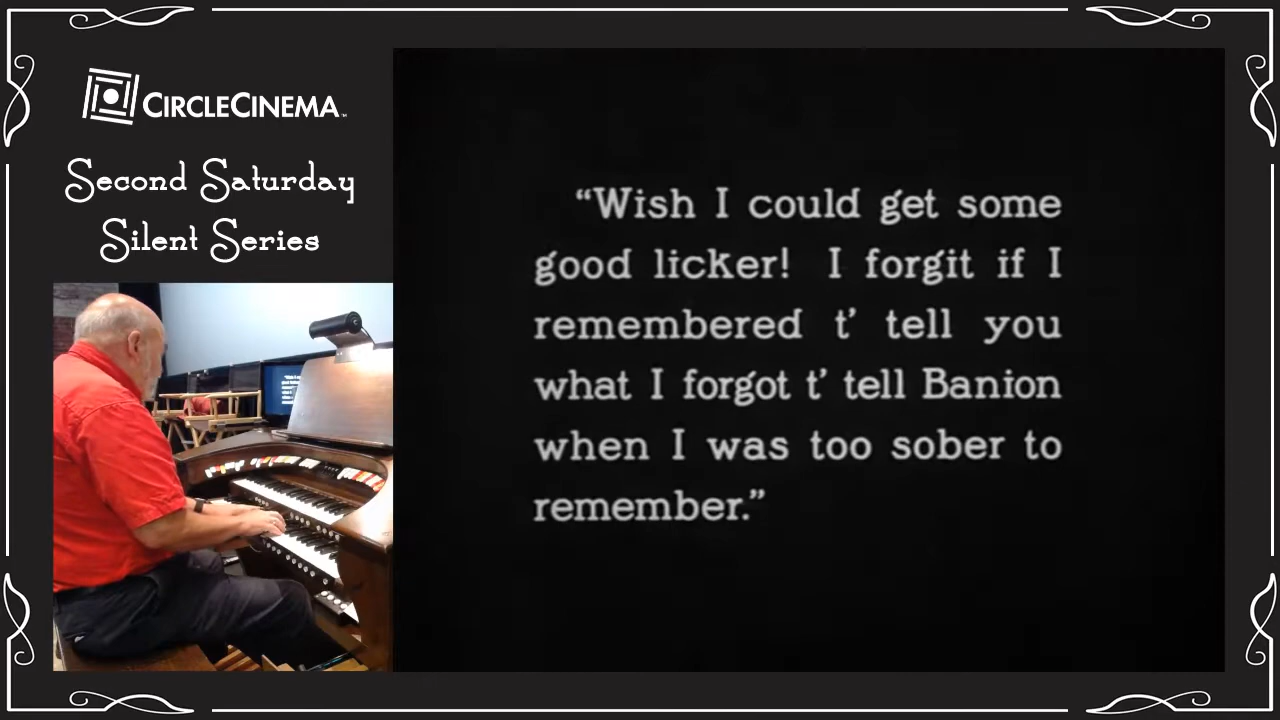 CIRCLECINEMA™
Second Saturday
Silent Series
“Wish I could get some
good licker! I forgit if I
remembered t’ tell you
what I forgot t’ tell Banion
when I was too sober to
remember.”